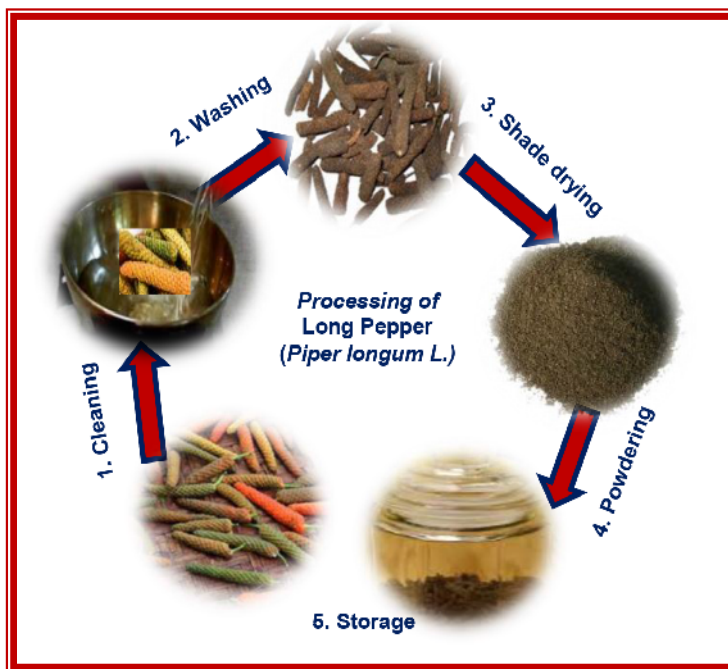 2. Washing
3. Shade drying
Processing of
Long Pepper
(Piper longum L.)
1. Cleaning
4. Powdering
5. Storage